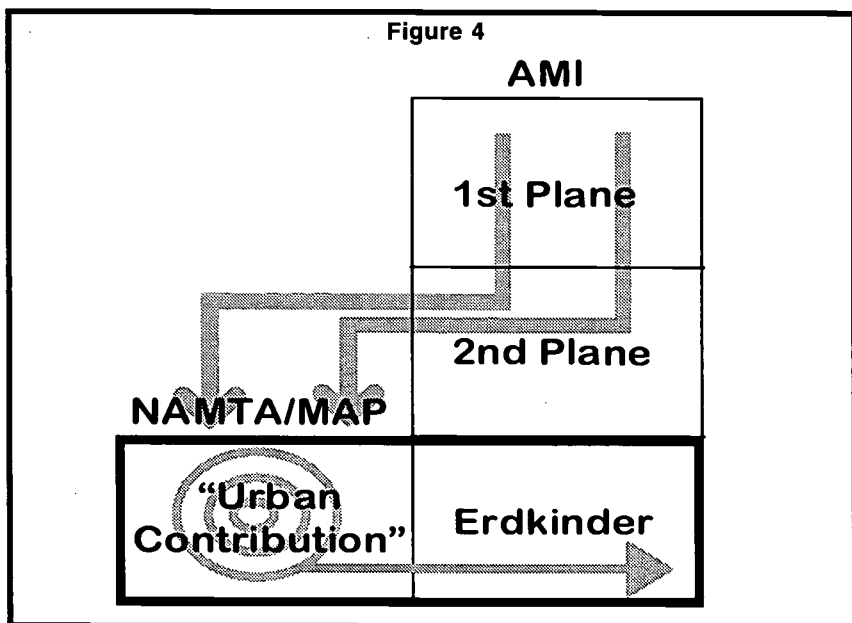 Figure 4
AMI
1st Plane
2nd Plane
NAMTA/MAP
“Urban
Contribution”
Erdkinder